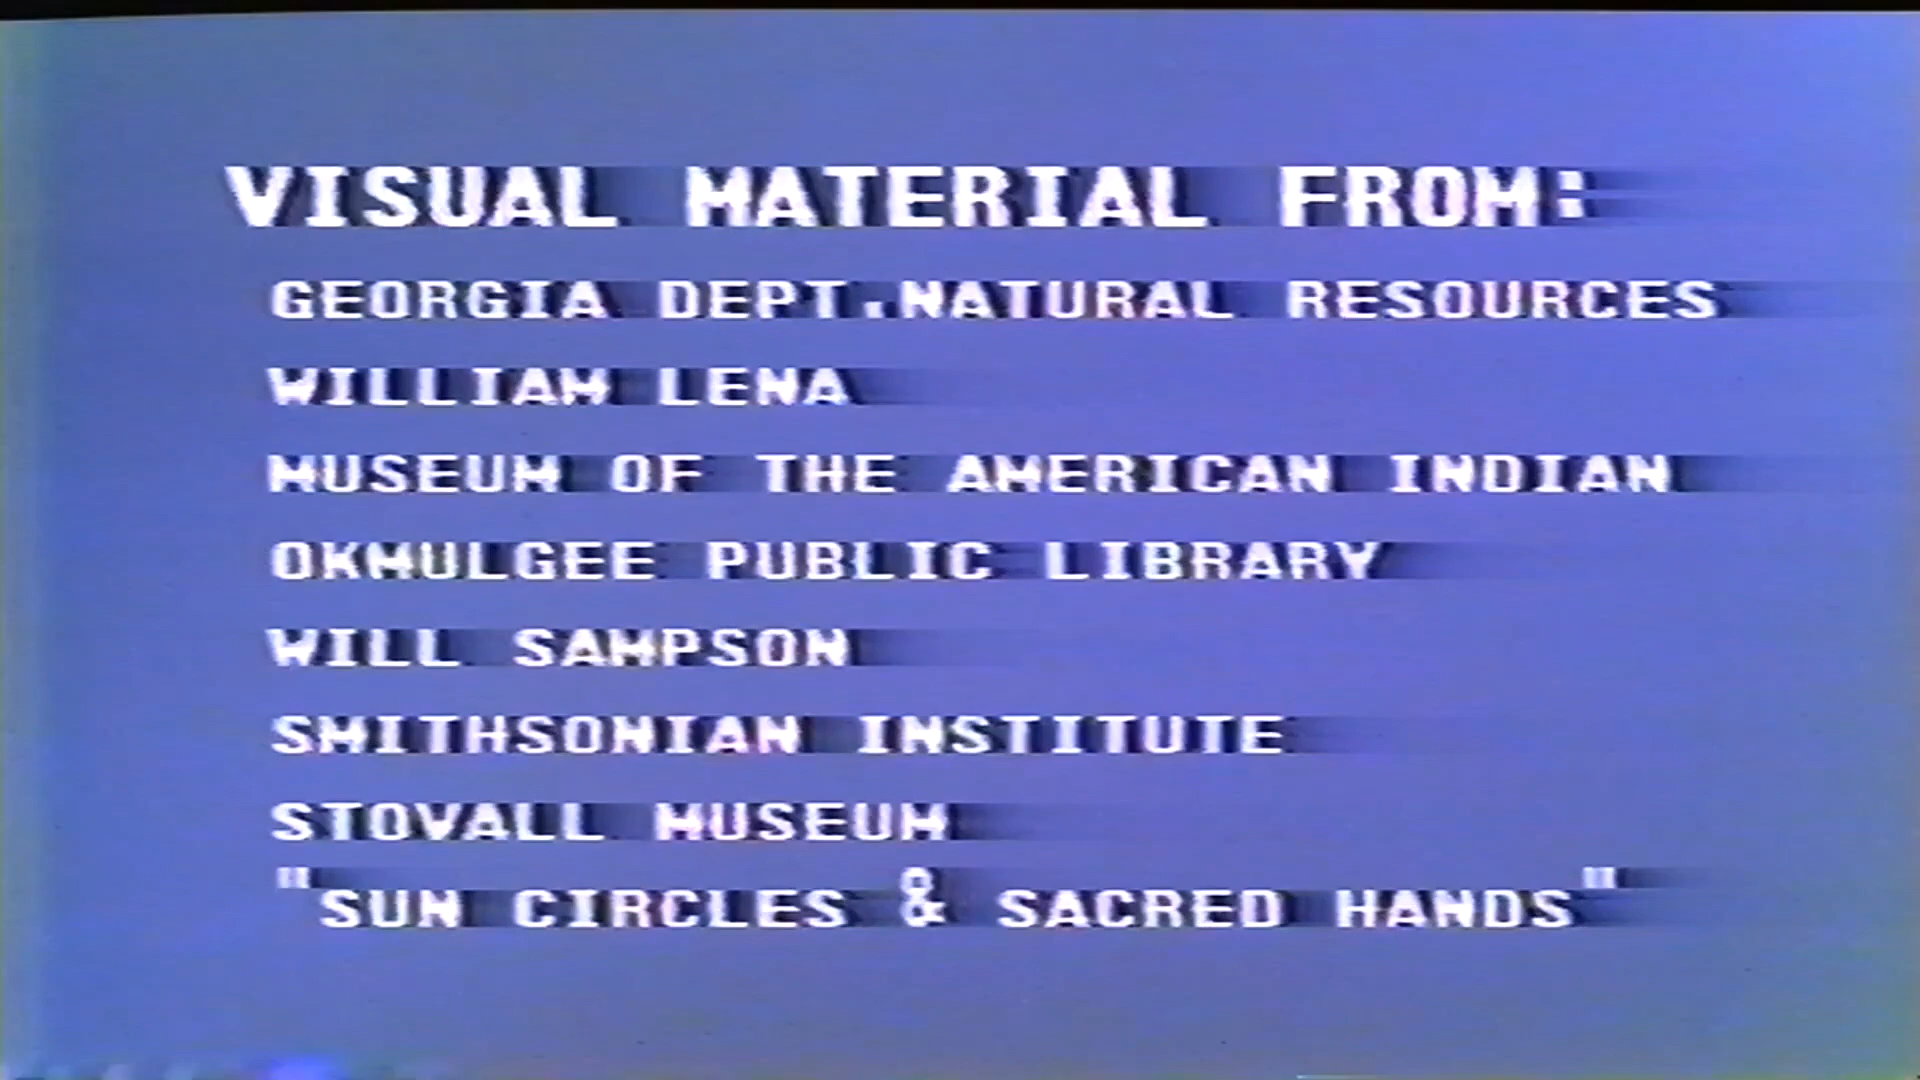 VISUAL MATERIAL FROM:
GEORGIA DEPT.NATURAL RESOURCES
WILLIAM LENA
MUSEUM OF THE AMERICAN INDIAN
OKMULGEE PUBLIC LIBRARY
WILL SAMPSON
SMITHSONIAN INSTITUTE
STOVALL MUSEUM
"SUN CIRCLES & SACRED HANDS"